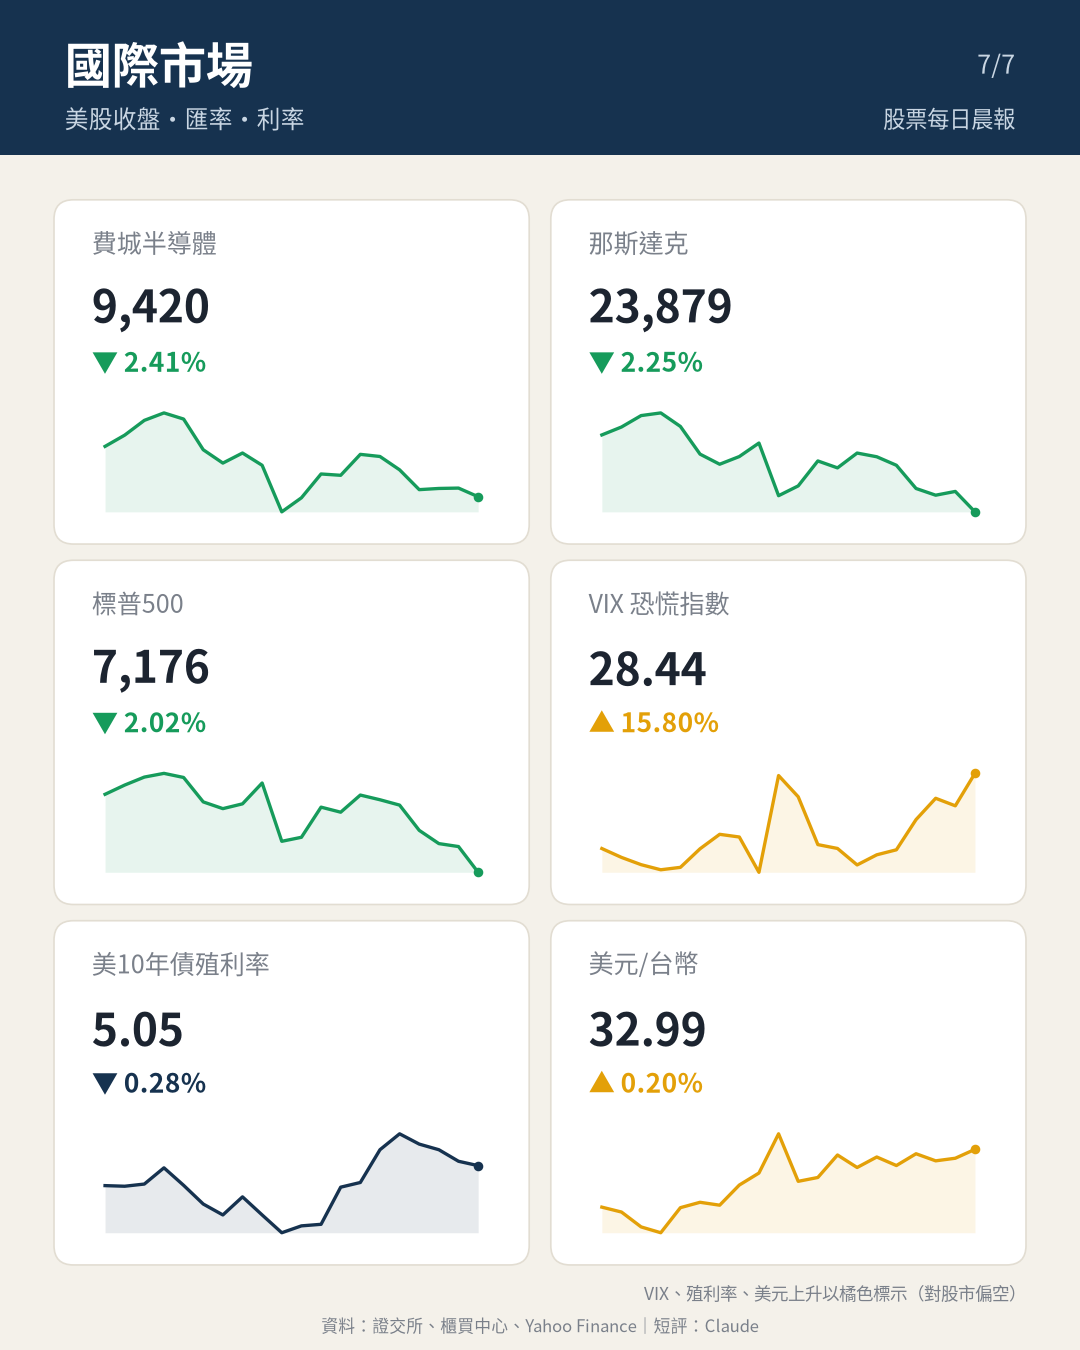 國際市場
7/7
美股收盤・匯率・利率
股票每日晨報
費城半導體
9,420
▼ 2.41%
那斯達克
23,879
▼ 2.25%
標普500
7,176
▼ 2.02%
VIX 恐慌指數
28.44
▲ 15.80%
美10年債殖利率
5.05
▼ 0.28%
美元/台幣
32.99
▲ 0.20%
VIX、殖利率、美元上升以橘色標示（對股市偏空）
資料：證交所、櫃買中心、Yahoo Finance｜短評：Claude